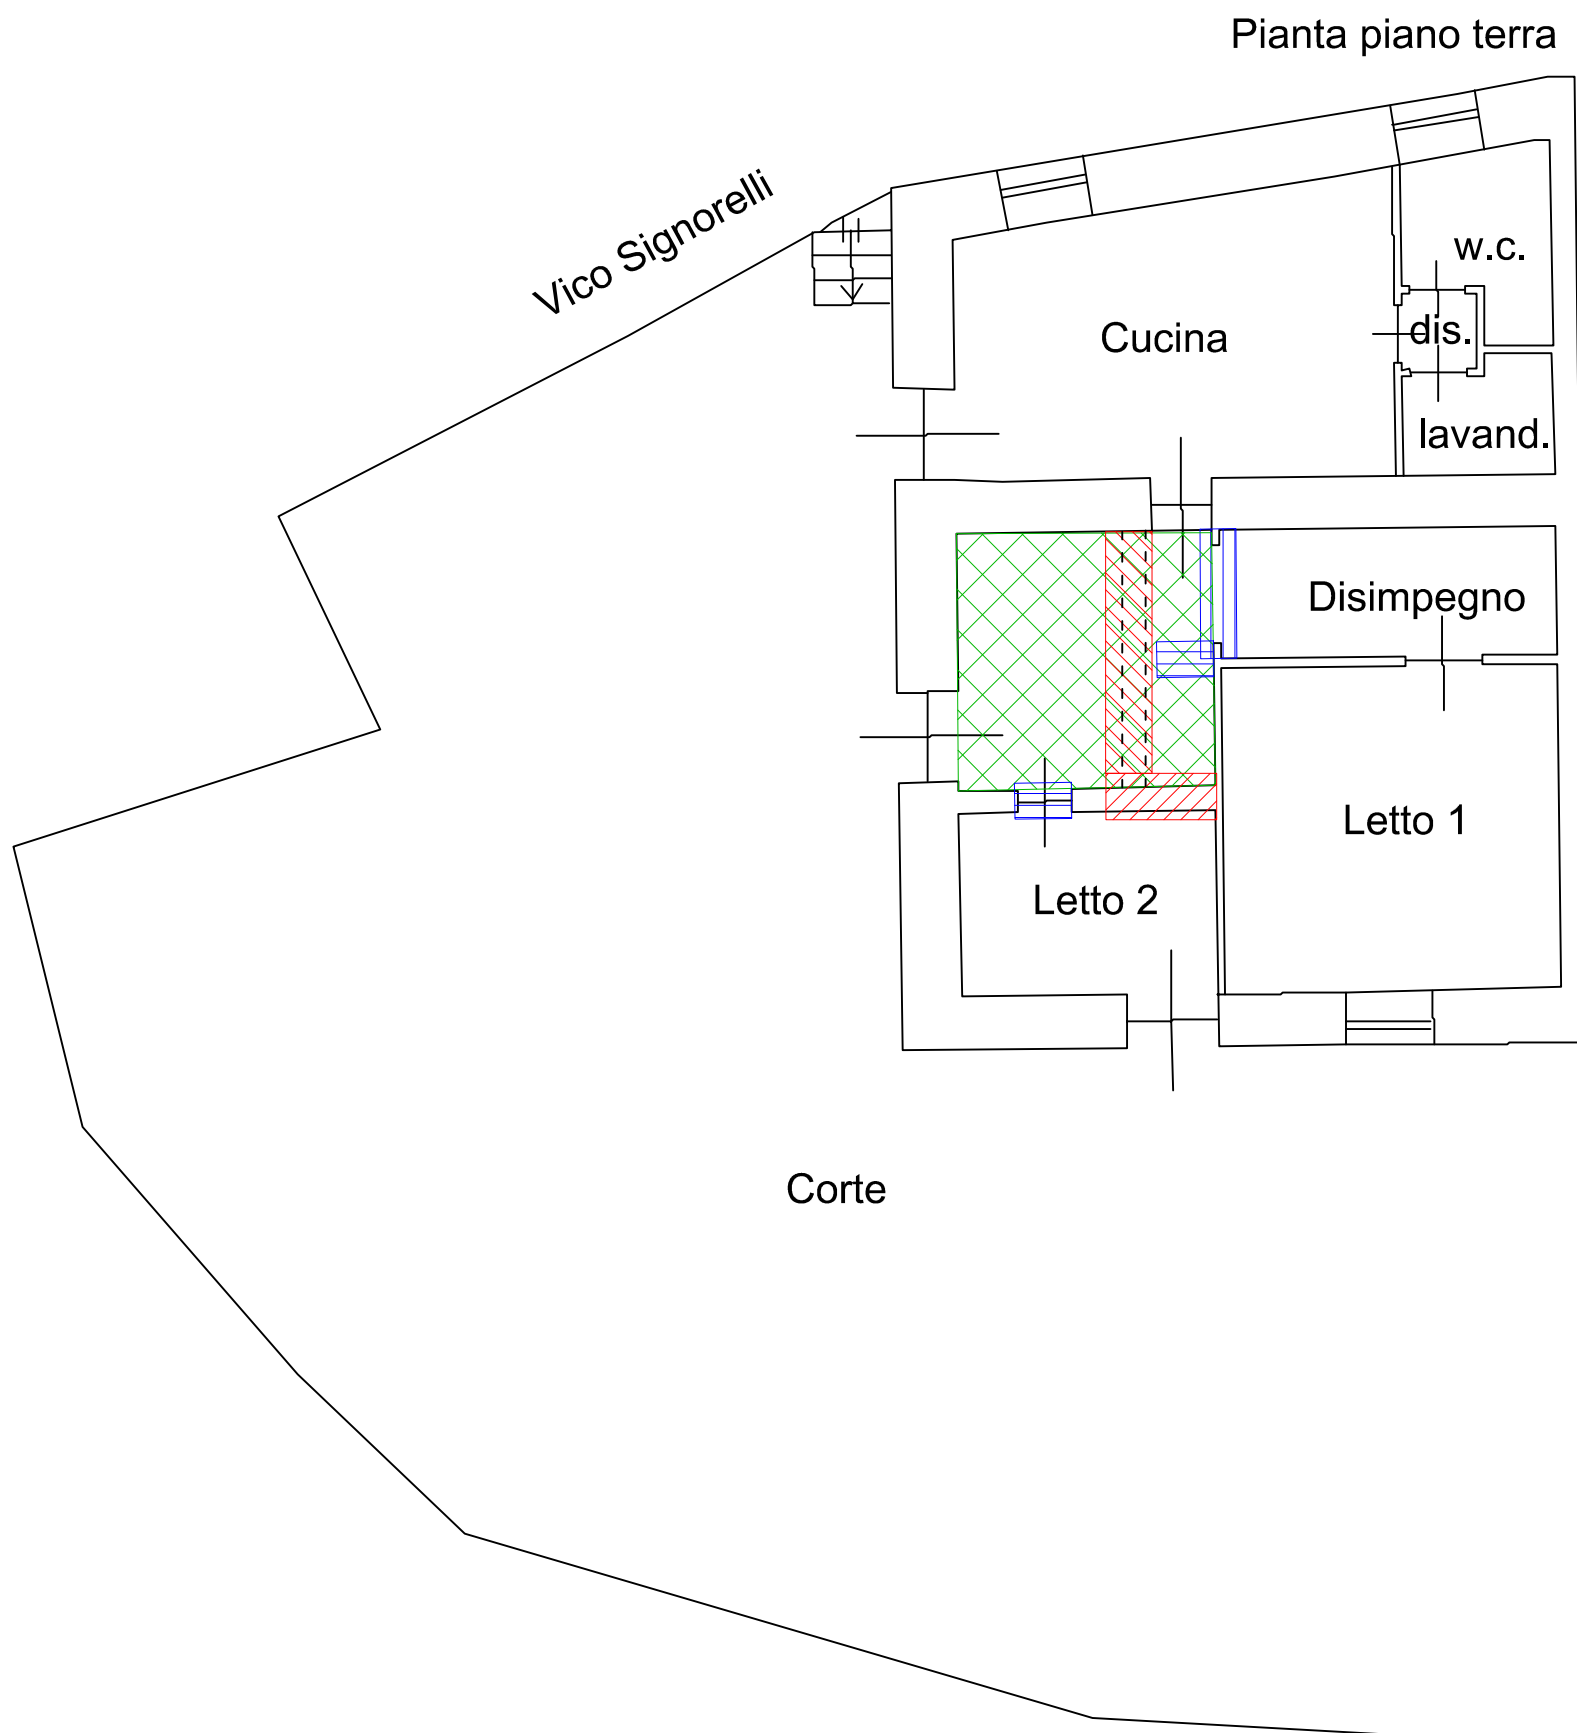 Pianta piano terra
Vico Signorelli
w.c.
Cucina
dis.
lavand.
Disimpegno
Letto 1
Letto 2
Corte